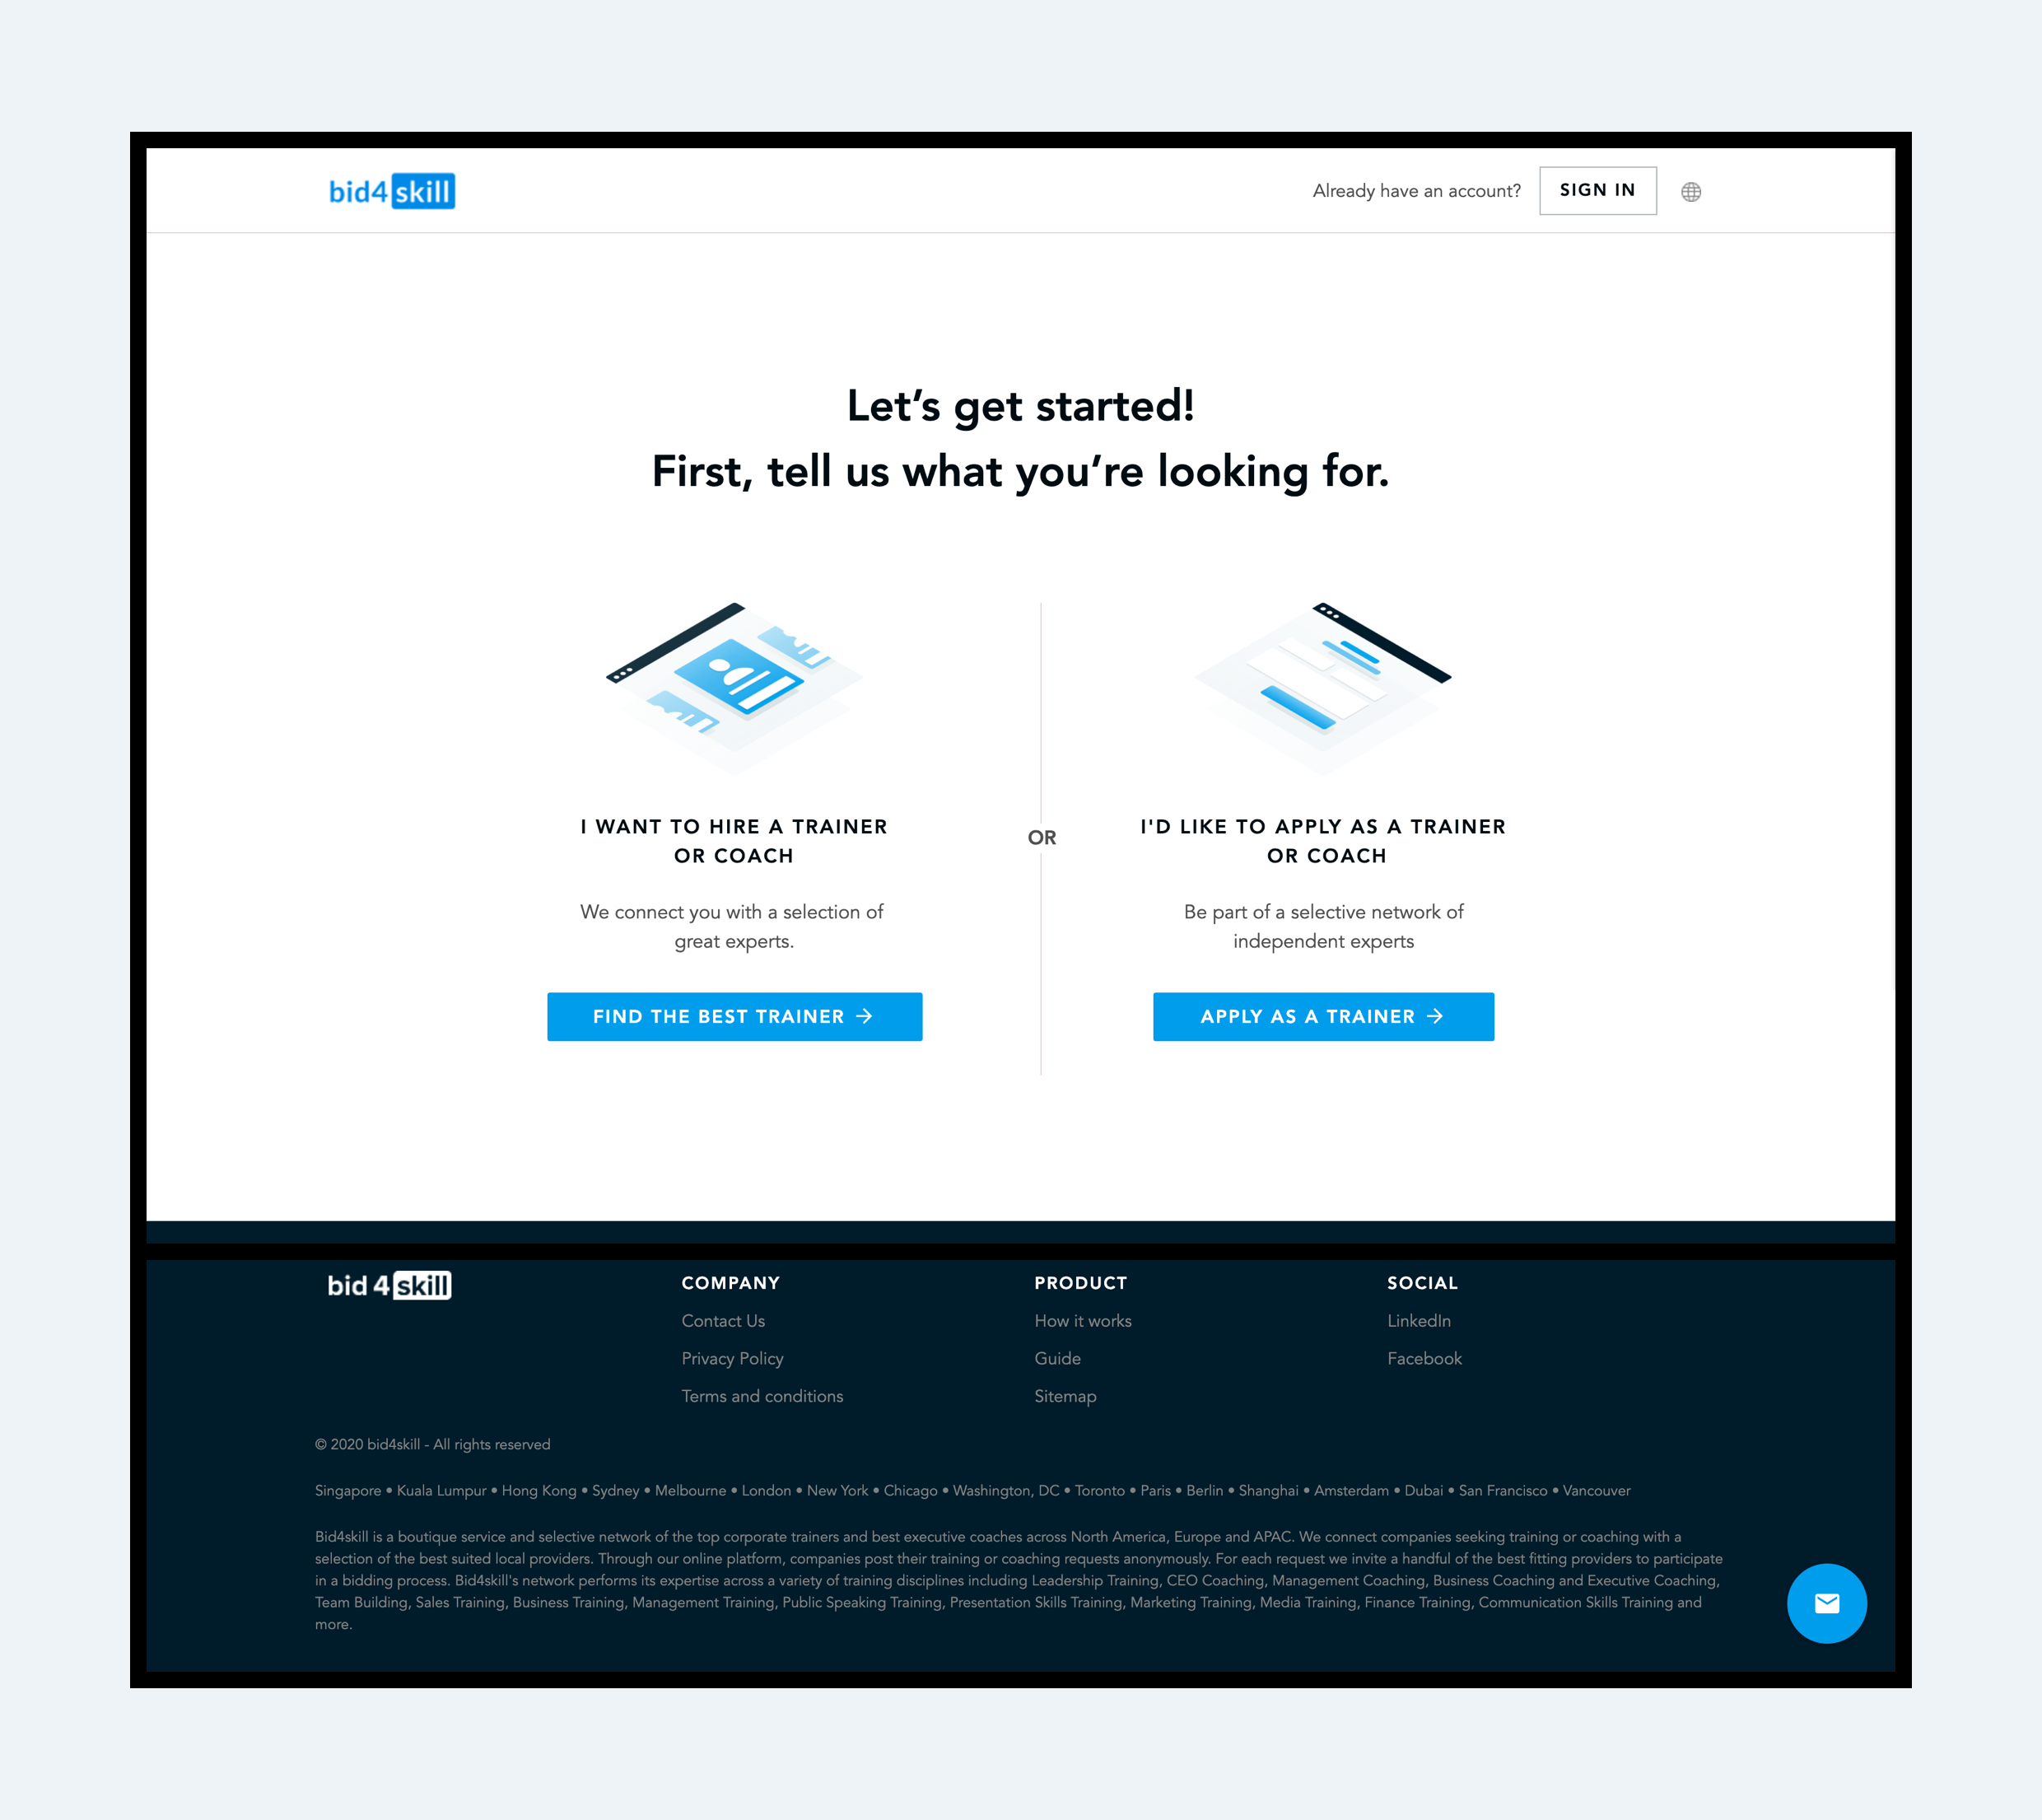 bid4skill
Already have an account?
SIGN IN
Let’s get started!
First, tell us what you’re looking for.
I WANT TO HIRE A TRAINER
OR COACH
We connect you with a selection of
great experts.
FIND THE BEST TRAINER →
OR
I'D LIKE TO APPLY AS A TRAINER
OR COACH
Be part of a selective network of
independent experts
APPLY AS A TRAINER →
bid 4 skill
COMPANY
Contact Us
Privacy Policy
Terms and conditions
PRODUCT
How it works
Guide
Sitemap
SOCIAL
LinkedIn
Facebook
© 2020 bid4skill - All rights reserved
Singapore • Kuala Lumpur • Hong Kong • Sydney • Melbourne • London • New York • Chicago • Washington, DC • Toronto • Paris • Berlin • Shanghai • Amsterdam • Dubai • San Francisco • Vancouver
Bid4skill is a boutique service and selective network of the top corporate trainers and best executive coaches across North America, Europe and APAC. We connect companies seeking training or coaching with a
selection of the best suited local providers. Through our online platform, companies post their training or coaching requests anonymously. For each request we invite a handful of the best fitting providers to participate
in a bidding process. Bid4skill's network performs its expertise across a variety of training disciplines including Leadership Training, CEO Coaching, Management Coaching, Business Coaching and Executive Coaching,
Team Building, Sales Training, Business Training, Management Training, Public Speaking Training, Presentation Skills Training, Marketing Training, Media Training, Finance Training, Communication Skills Training and
more.